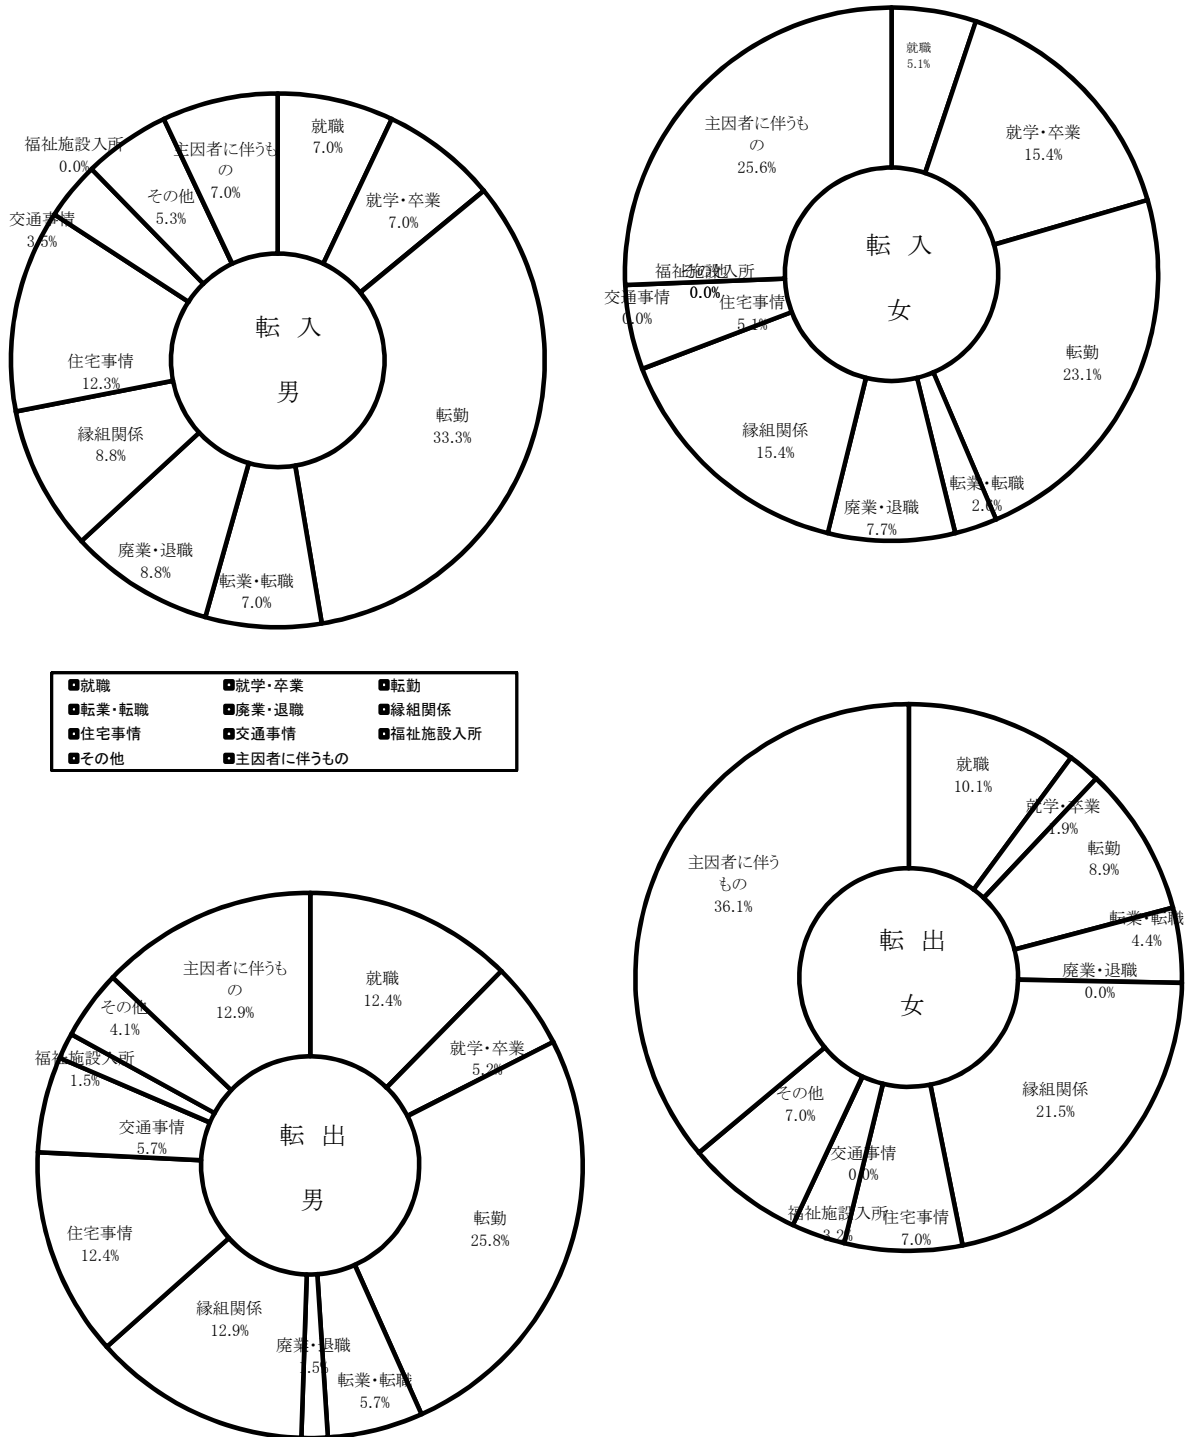 就職
7.0%
就学・卒業
7.0%
転勤
33.3%
転業・転職
7.0%
廃業・退職
8.8%
縁組関係
8.8%
住宅事情
12.3%
交通事情
3.5%
福祉施設入所
0.0%
その他
5.3%
主因者に伴うも
の
7.0%
転 入
男
就職
5.1%
就学・卒業
15.4%
転勤
23.1%
転業・転職
2.6%
廃業・退職
7.7%
縁組関係
15.4%
住宅事情
5.1%
交通事情
0.0%
福祉施設入所
0.0%
その他
0.0%
主因者に伴うも
の
25.6%
転 入
女
就職 就学・卒業 転勤
転業・転職 廃業・退職 縁組関係
住宅事情 交通事情 福祉施設入所
その他 主因者に伴うもの
就職
12.4%
就学・卒業
5.2%
転勤
25.8%
転業・転職
5.7%
廃業・退職
1.5%
縁組関係
12.9%
住宅事情
12.4%
交通事情
5.7%
福祉施設入所
1.5%
その他
4.1%
主因者に伴うも
の
12.9%
転 出
男
就職
10.1%
就学・卒業
1.9%
転勤
8.9%
転業・転職
4.4%
廃業・退職
0.0%
縁組関係
21.5%
住宅事情
7.0%
交通事情
0.0%
福祉施設入所
3.2%
その他
7.0%
主因者に伴う
もの
36.1%
転 出
女